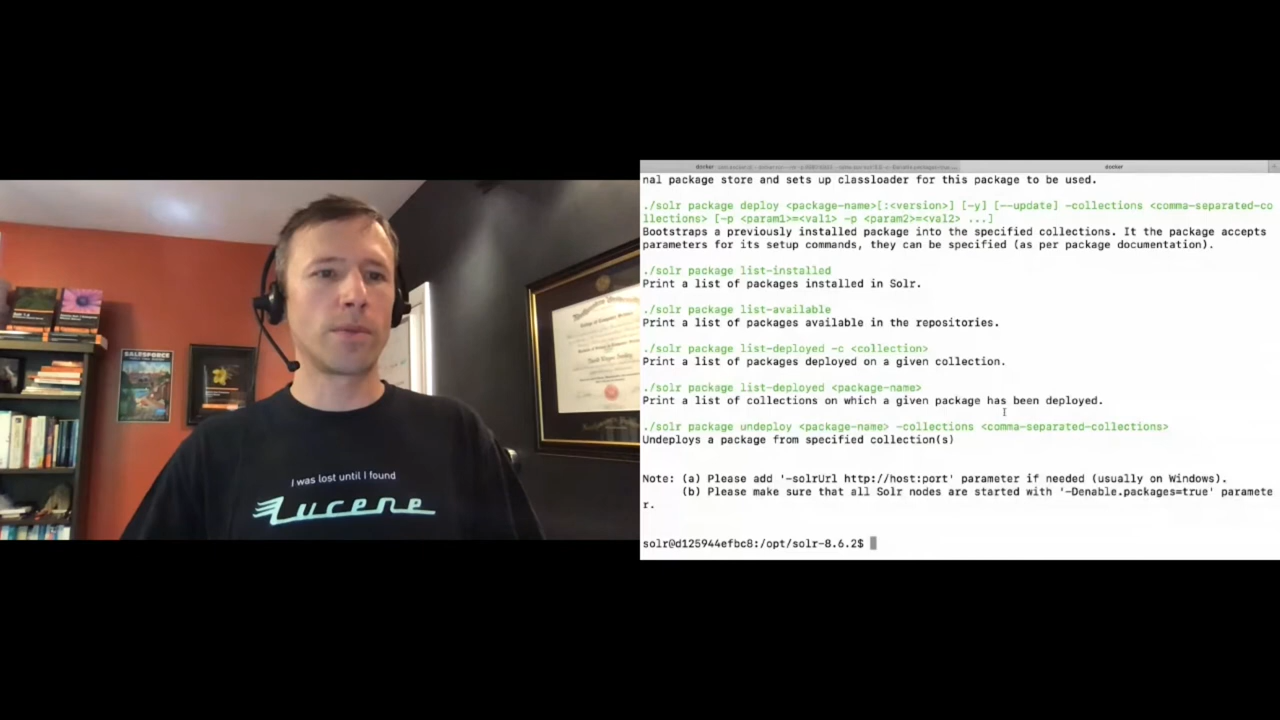 SALESFORCE
I was lost until I found
Lucene
docker
docker
nal package store and sets up classloader for this package to be used.
./solr package deploy <package-name>[:<version>] [-y] [--update] -collections <comma-separated-co
llections> [-p <param1>=<val1> -p <param2>=<val2> ...]
Bootstraps a previously installed package into the specified collections. It the package accepts
parameters for its setup commands, they can be specified (as per package documentation).
./solr package list-installed
Print a list of packages installed in Solr.
./solr package list-available
Print a list of packages available in the repositories.
./solr package list-deployed -c <collection>
Print a list of packages deployed on a given collection.
./solr package list-deployed <package-name>
Print a list of collections on which a given package has been deployed.
./solr package undeploy <package-name> -collections <comma-separated-collections>
Undeploys a package from specified collection(s)
Note: (a) Please add '-solrUrl http://host:port' parameter if needed (usually on Windows).
(b) Please make sure that all Solr nodes are started with '-Denable.packages=true' paramete
r.
solr@d125944efbc8:/opt/solr-8.6.2$